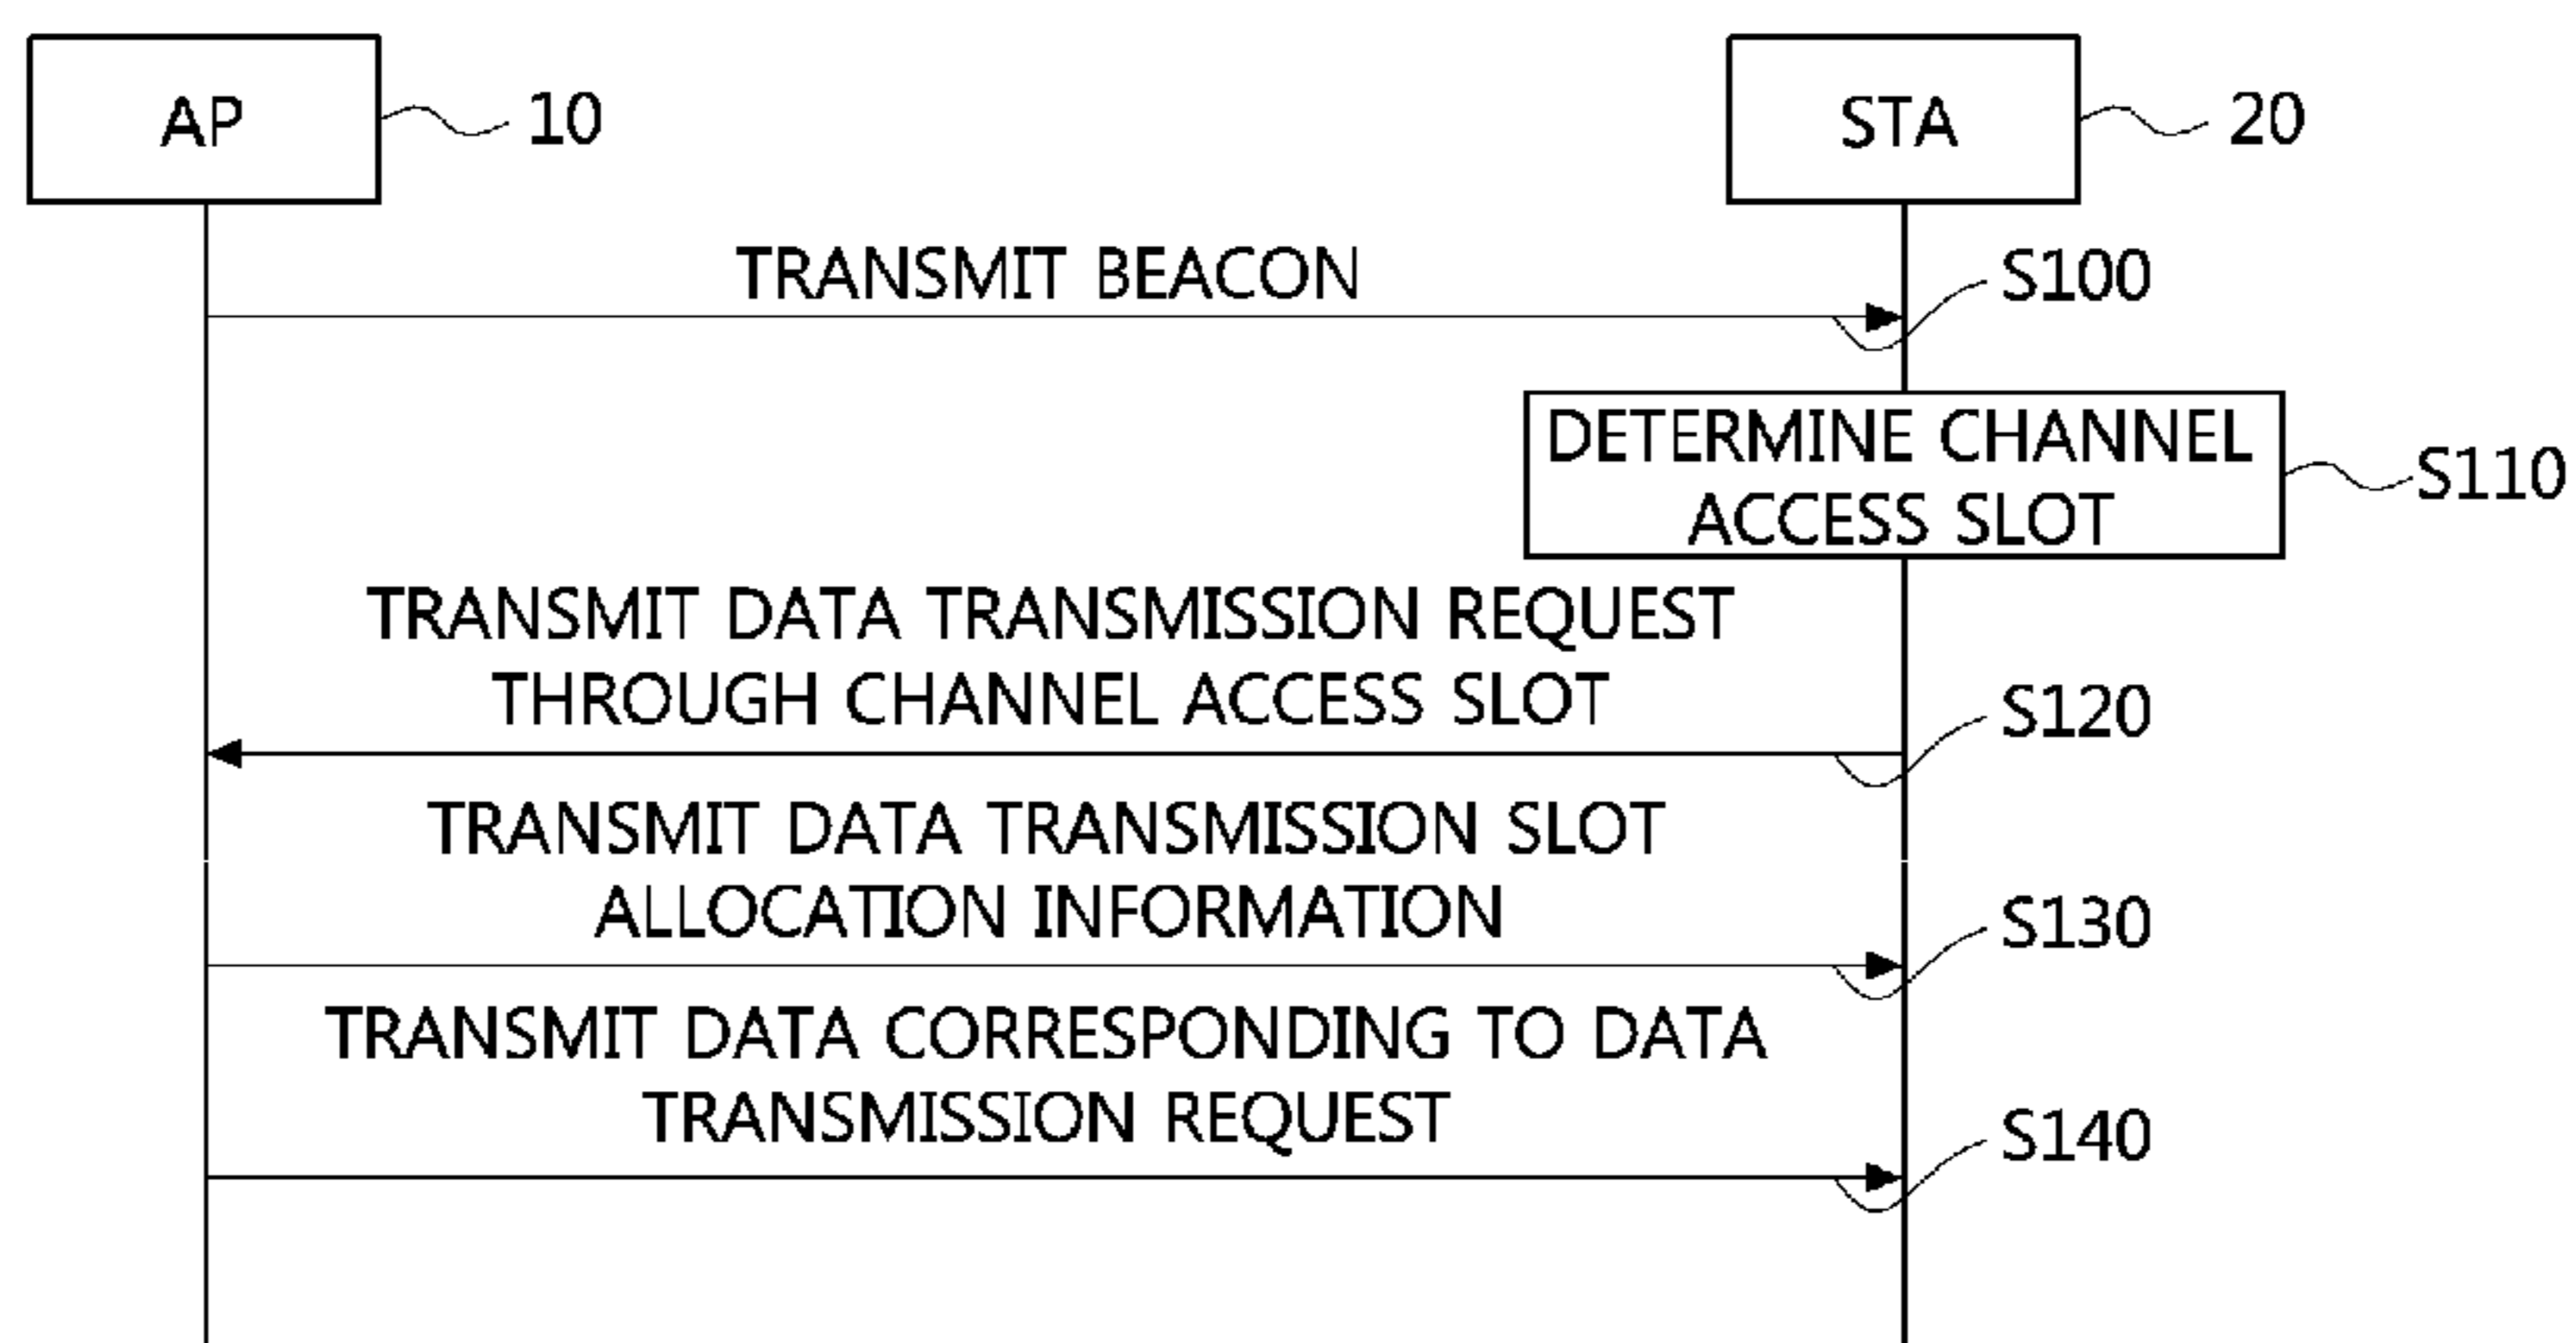 AP
10
STA
20
TRANSMIT BEACON
S100
DETERMINE CHANNEL
ACCESS SLOT
S110
TRANSMIT DATA TRANSMISSION REQUEST
THROUGH CHANNEL ACCESS SLOT
S120
TRANSMIT DATA TRANSMISSION SLOT
ALLOCATION INFORMATION
S130
TRANSMIT DATA CORRESPONDING TO DATA
TRANSMISSION REQUEST
S140